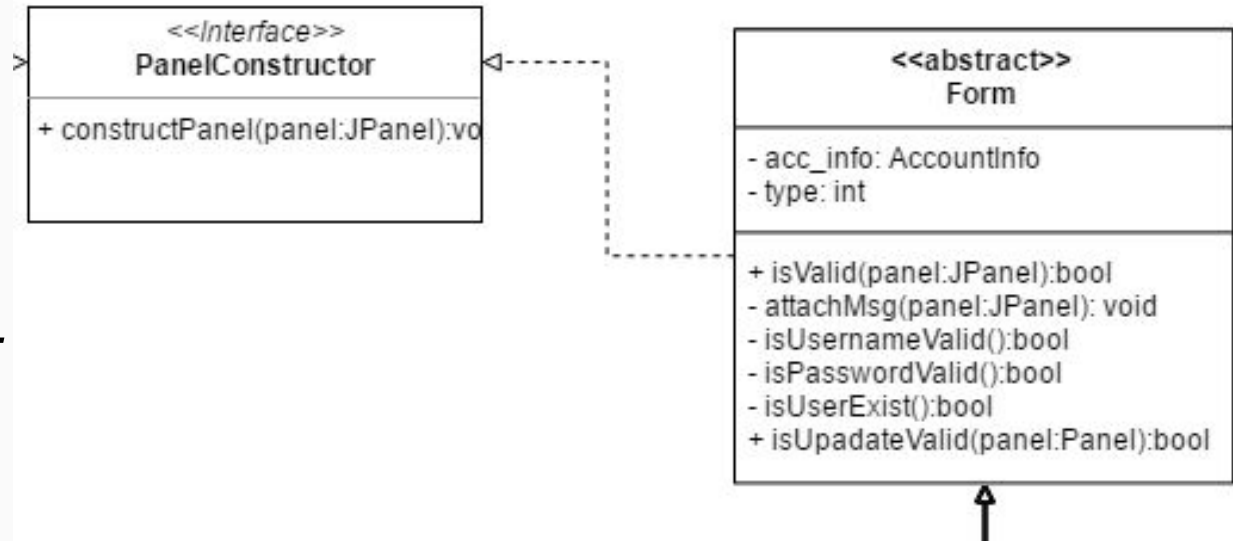 <<Interface>>
PanelConstructor
+ constructPanel(panel:JPanel):vo
<<abstract>>
Form
- acc_info: AccountInfo
- type: int
+ isValid(panel:JPanel):bool
- attachMsg(panel:JPanel): void
- isUsernameValid():bool
- isPasswordValid():bool
- isUserExist():bool
+ isUpadateValid(panel:Panel):bool